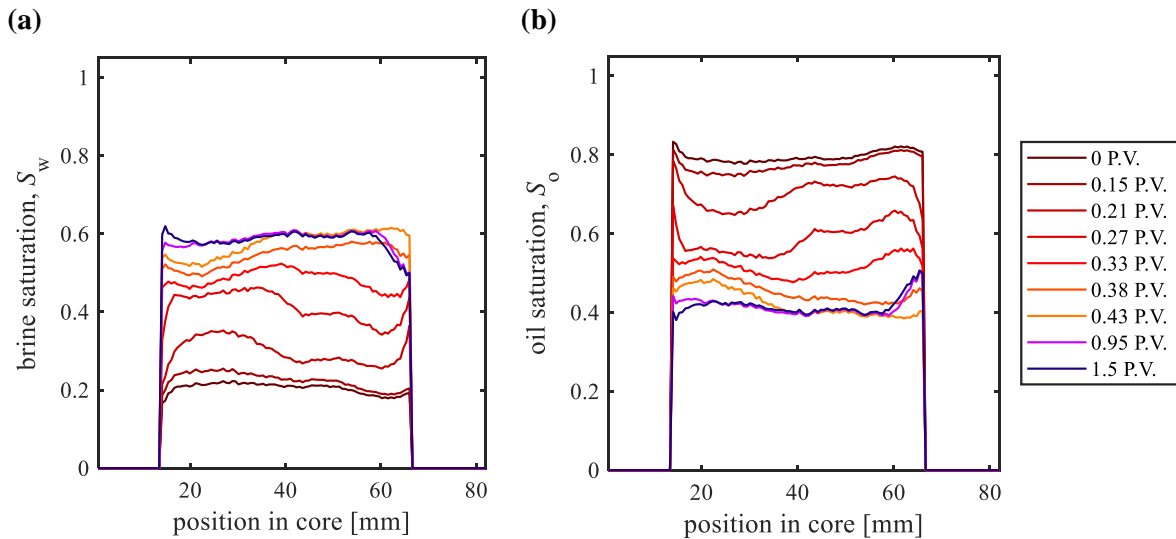 (a)
brine saturation, Sw
1
0.8
0.6
0.4
0.2
0
20
40
60
80
position in core [mm]
(b)
oil saturation, So
1
0.8
0.6
0.4
0.2
0
20
40
60
80
position in core [mm]
0 P.V.
0.15 P.V.
0.21 P.V.
0.27 P.V.
0.33 P.V.
0.38 P.V.
0.43 P.V.
0.95 P.V.
1.5 P.V.